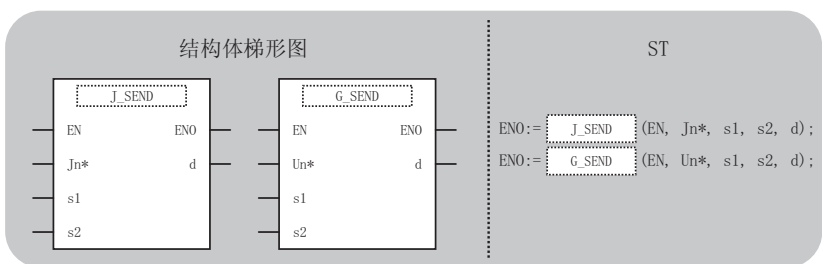 结构体梯形图
J_SEND
EN ENO
Jn* d
s1
s2
G_SEND
EN ENO
Un* d
s1
s2
ST
ENO:= J_SEND (EN, Jn*, s1, s2, d);
ENO:= G_SEND (EN, Un*, s1, s2, d);